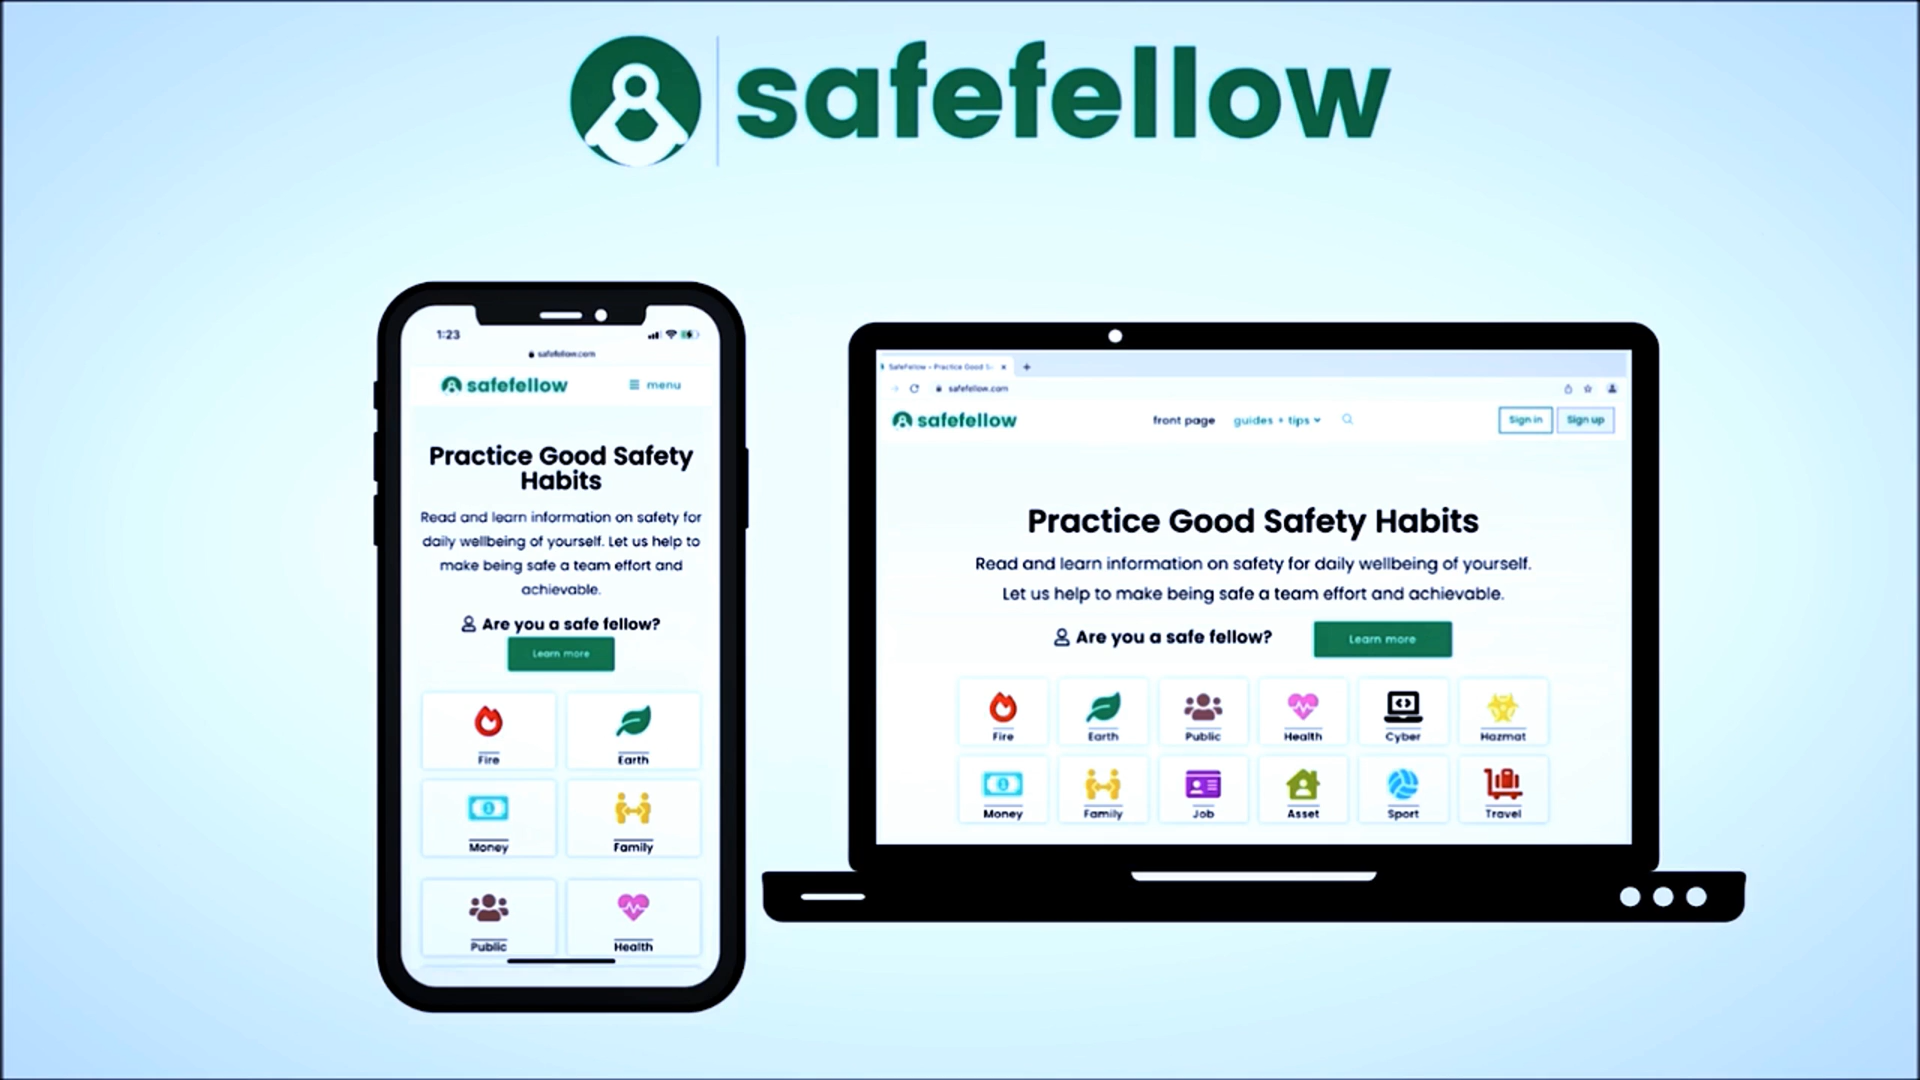 safefellow
1:23
safefellow.com
safefellow
menu
Practice Good Safety
Habits
Read and learn information on safety for
daily wellbeing of yourself. Let us help to
make being safe a team effort and
achievable.
Are you a safe fellow?
Learn more
Fire Earth
Money Family
Public Health
SafeFellow - Practice Good S
safefellow.com
safefellow front page guides + tips Sign in Sign up
Practice Good Safety Habits
Read and learn information on safety for daily wellbeing of yourself.
Let us help to make being safe a team effort and achievable.
Are you a safe fellow? Learn more
Fire Earth Public Health Cyber Hazmat
Money Family Job Asset Sport Travel